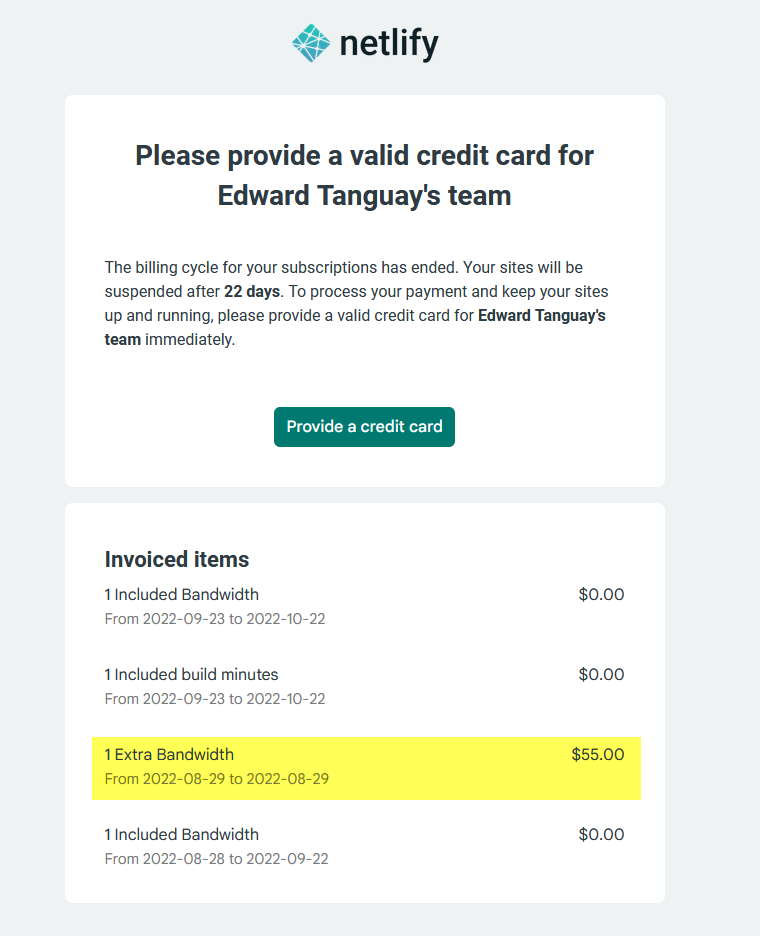 netlify
Please provide a valid credit card for
Edward Tanguay's team
The billing cycle for your subscriptions has ended. Your sites will be
suspended after 22 days. To process your payment and keep your sites
up and running, please provide a valid credit card for Edward Tanguay's
team immediately.
Provide a credit card
Invoiced items
1 Included Bandwidth $0.00
From 2022-09-23 to 2022-10-22
1 Included build minutes $0.00
From 2022-09-23 to 2022-10-22
1 Extra Bandwidth $55.00
From 2022-08-29 to 2022-08-29
1 Included Bandwidth $0.00
From 2022-08-28 to 2022-09-22